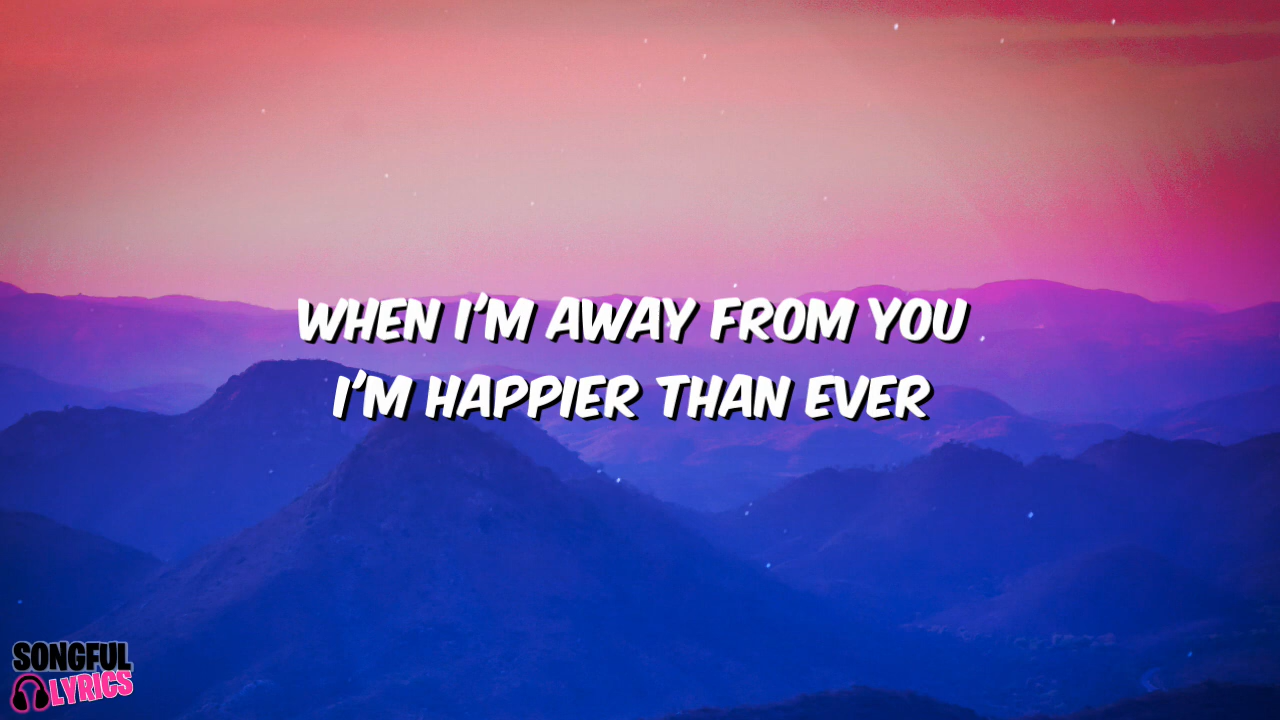 WHEN I'M AWAY FROM YOU
I'M HAPPIER THAN EVER
SONGFUL
LYRICS